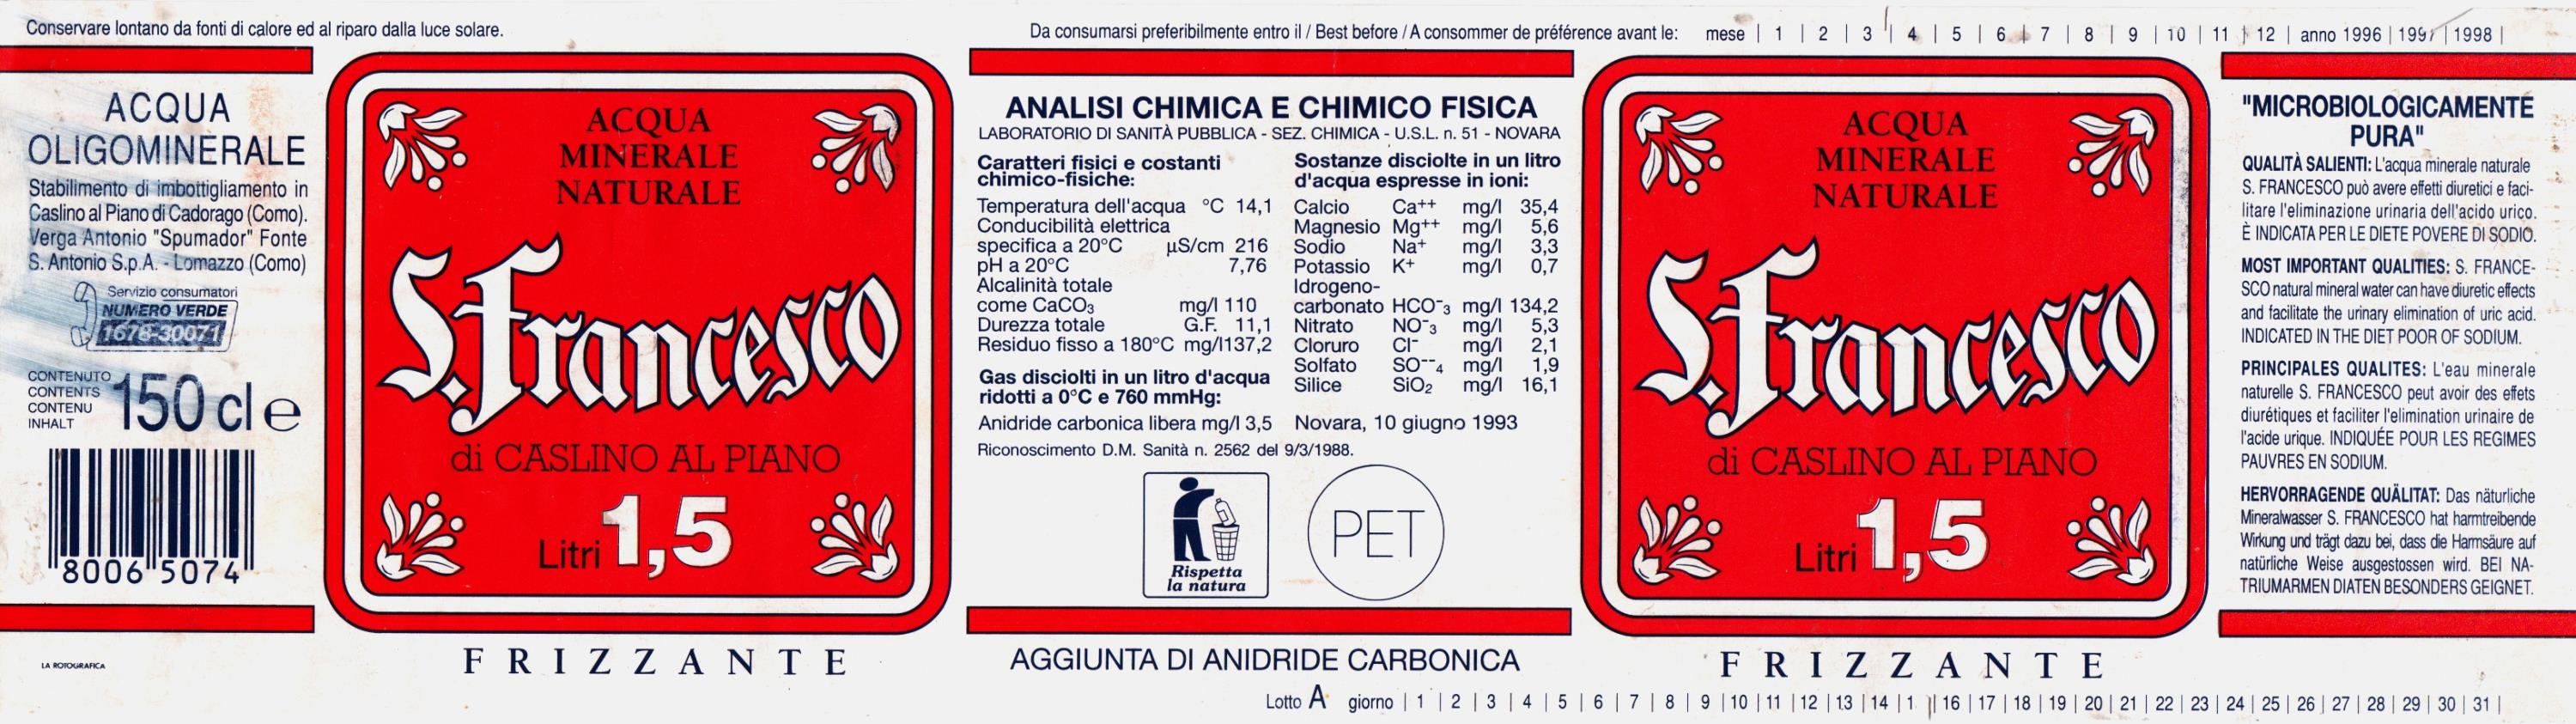 Conservare lontano da fonti di calore ed al riparo dalla luce solare.
ACQUA
OLIGOMINERALE
Stabilimento di imbottigliamento in
Caslino al Piano di Cadorago (Como).
Verga Antonio "Spumador" Fonte
S. Antonio S.p.A. - Lomazzo (Como)
Servizio consumatori
NUMERO VERDE
1678-30071
CONTENUTO
CONTENTS
CONTENU
INHALT
150 cl e
8006 5074
LA ROTOGRAFICA
ACQUA
MINERALE
NATURALE
S. Francesco
di CASLINO AL PIANO
Litri 1,5
FRIZZANTE
Da consumarsi preferibilmente entro il / Best before / A consommer de préférence avant le: mese | 1 | 2 | 3 | 4 | 5 | 6 | 7 | 8 | 9 | 10 | 11 | 12 | anno 1996 | 1997 | 1998 |
ANALISI CHIMICA E CHIMICO FISICA
LABORATORIO DI SANITÀ PUBBLICA - SEZ. CHIMICA - U.S.L. n. 51 - NOVARA
Caratteri fisici e costanti
chimico-fisiche:
Temperatura dell'acqua °C 14,1
Conducibilità elettrica
specifica a 20°C µS/cm 216
pH a 20°C 7,76
Alcalinità totale
come CaCO3 mg/l 110
Durezza totale G.F. 11,1
Residuo fisso a 180°C mg/l 137,2
Gas disciolti in un litro d'acqua
ridotti a 0°C e 760 mmHg:
Anidride carbonica libera mg/l 3,5
Riconoscimento D.M. Sanità n. 2562 del 9/3/1988.
Sostanze disciolte in un litro
d'acqua espresse in ioni:
Calcio Ca++ mg/l 35,4
Magnesio Mg++ mg/l 5,6
Sodio Na+ mg/l 3,3
Potassio K+ mg/l 0,7
Idrogeno-
carbonato HCO-3 mg/l 134,2
Nitrato NO-3 mg/l 5,3
Cloruro Cl- mg/l 2,1
Solfato SO--4 mg/l 1,9
Silice SiO2 mg/l 16,1
Novara, 10 giugno 1993
Rispetta
la natura
PET
AGGIUNTA DI ANIDRIDE CARBONICA
ACQUA
MINERALE
NATURALE
S. Francesco
di CASLINO AL PIANO
Litri 1,5
FRIZZANTE
"MICROBIOLOGICAMENTE
PURA"
QUALITÀ SALIENTI: L'acqua minerale naturale
S. FRANCESCO può avere effetti diuretici e faci-
litare l'eliminazione urinaria dell'acido urico.
È INDICATA PER LE DIETE POVERE DI SODIO.
MOST IMPORTANT QUALITIES: S. FRANCE-
SCO natural mineral water can have diuretic effects
and facilitate the urinary elimination of uric acid.
INDICATED IN THE DIET POOR OF SODIUM.
PRINCIPALES QUALITES: L'eau minerale
naturelle S. FRANCESCO peut avoir des effets
diurétiques et faciliter l'elimination urinaire de
l'acide urique. INDIQUÉE POUR LES REGIMES
PAUVRES EN SODIUM.
HERVORRAGENDE QUÄLITAT: Das näturliche
Mineralwasser S. FRANCESCO hat harmtreibende
Wirkung und trägt dazu bei, dass die Harnsäure auf
natürliche Weise ausgestossen wird. BEI NA-
TRIUMARMEN DIATEN BESONDERS GEIGNET.
Lotto A giorno | 1 | 2 | 3 | 4 | 5 | 6 | 7 | 8 | 9 | 10 | 11 | 12 | 13 | 14 | 1 | 16 | 17 | 18 | 19 | 20 | 21 | 22 | 23 | 24 | 25 | 26 | 27 | 28 | 29 | 30 | 31 |